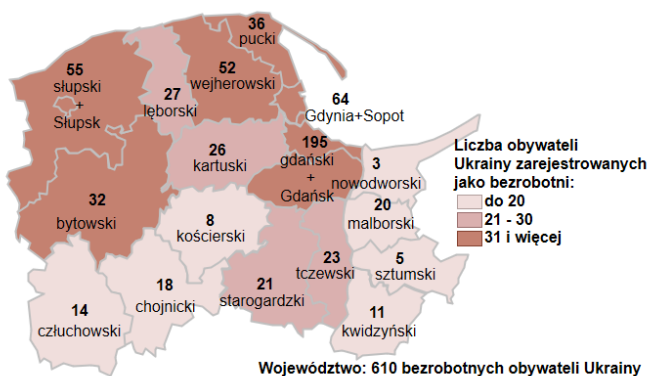 36
pucki
55
słupski
+
Słupsk
52
wejherowski
27
lęborski
64
Gdynia+Sopot
26
kartuski
195
gdański
+
Gdańsk
3
nowodworski
Liczba obywateli
Ukrainy zarejestrowanych
jako bezrobotni:
do 20
21 - 30
31 i więcej
32
bytowski
8
kościerski
20
malborski
23
tczewski
5
sztumski
14
człuchowski
18
chojnicki
21
starogardzki
11
kwidzyński
Województwo: 610 bezrobotnych obywateli Ukrainy